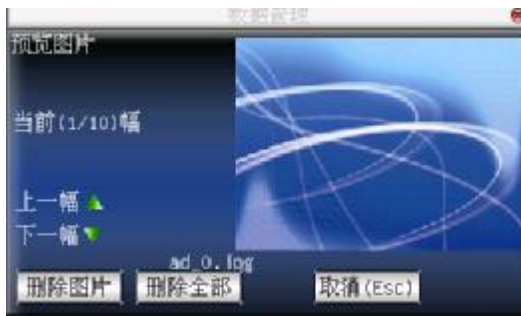 数据管理
预览图片
当前(1/10)幅
上一幅
下一幅
ad_0.jpg
删除图片 删除全部 取消(Esc)